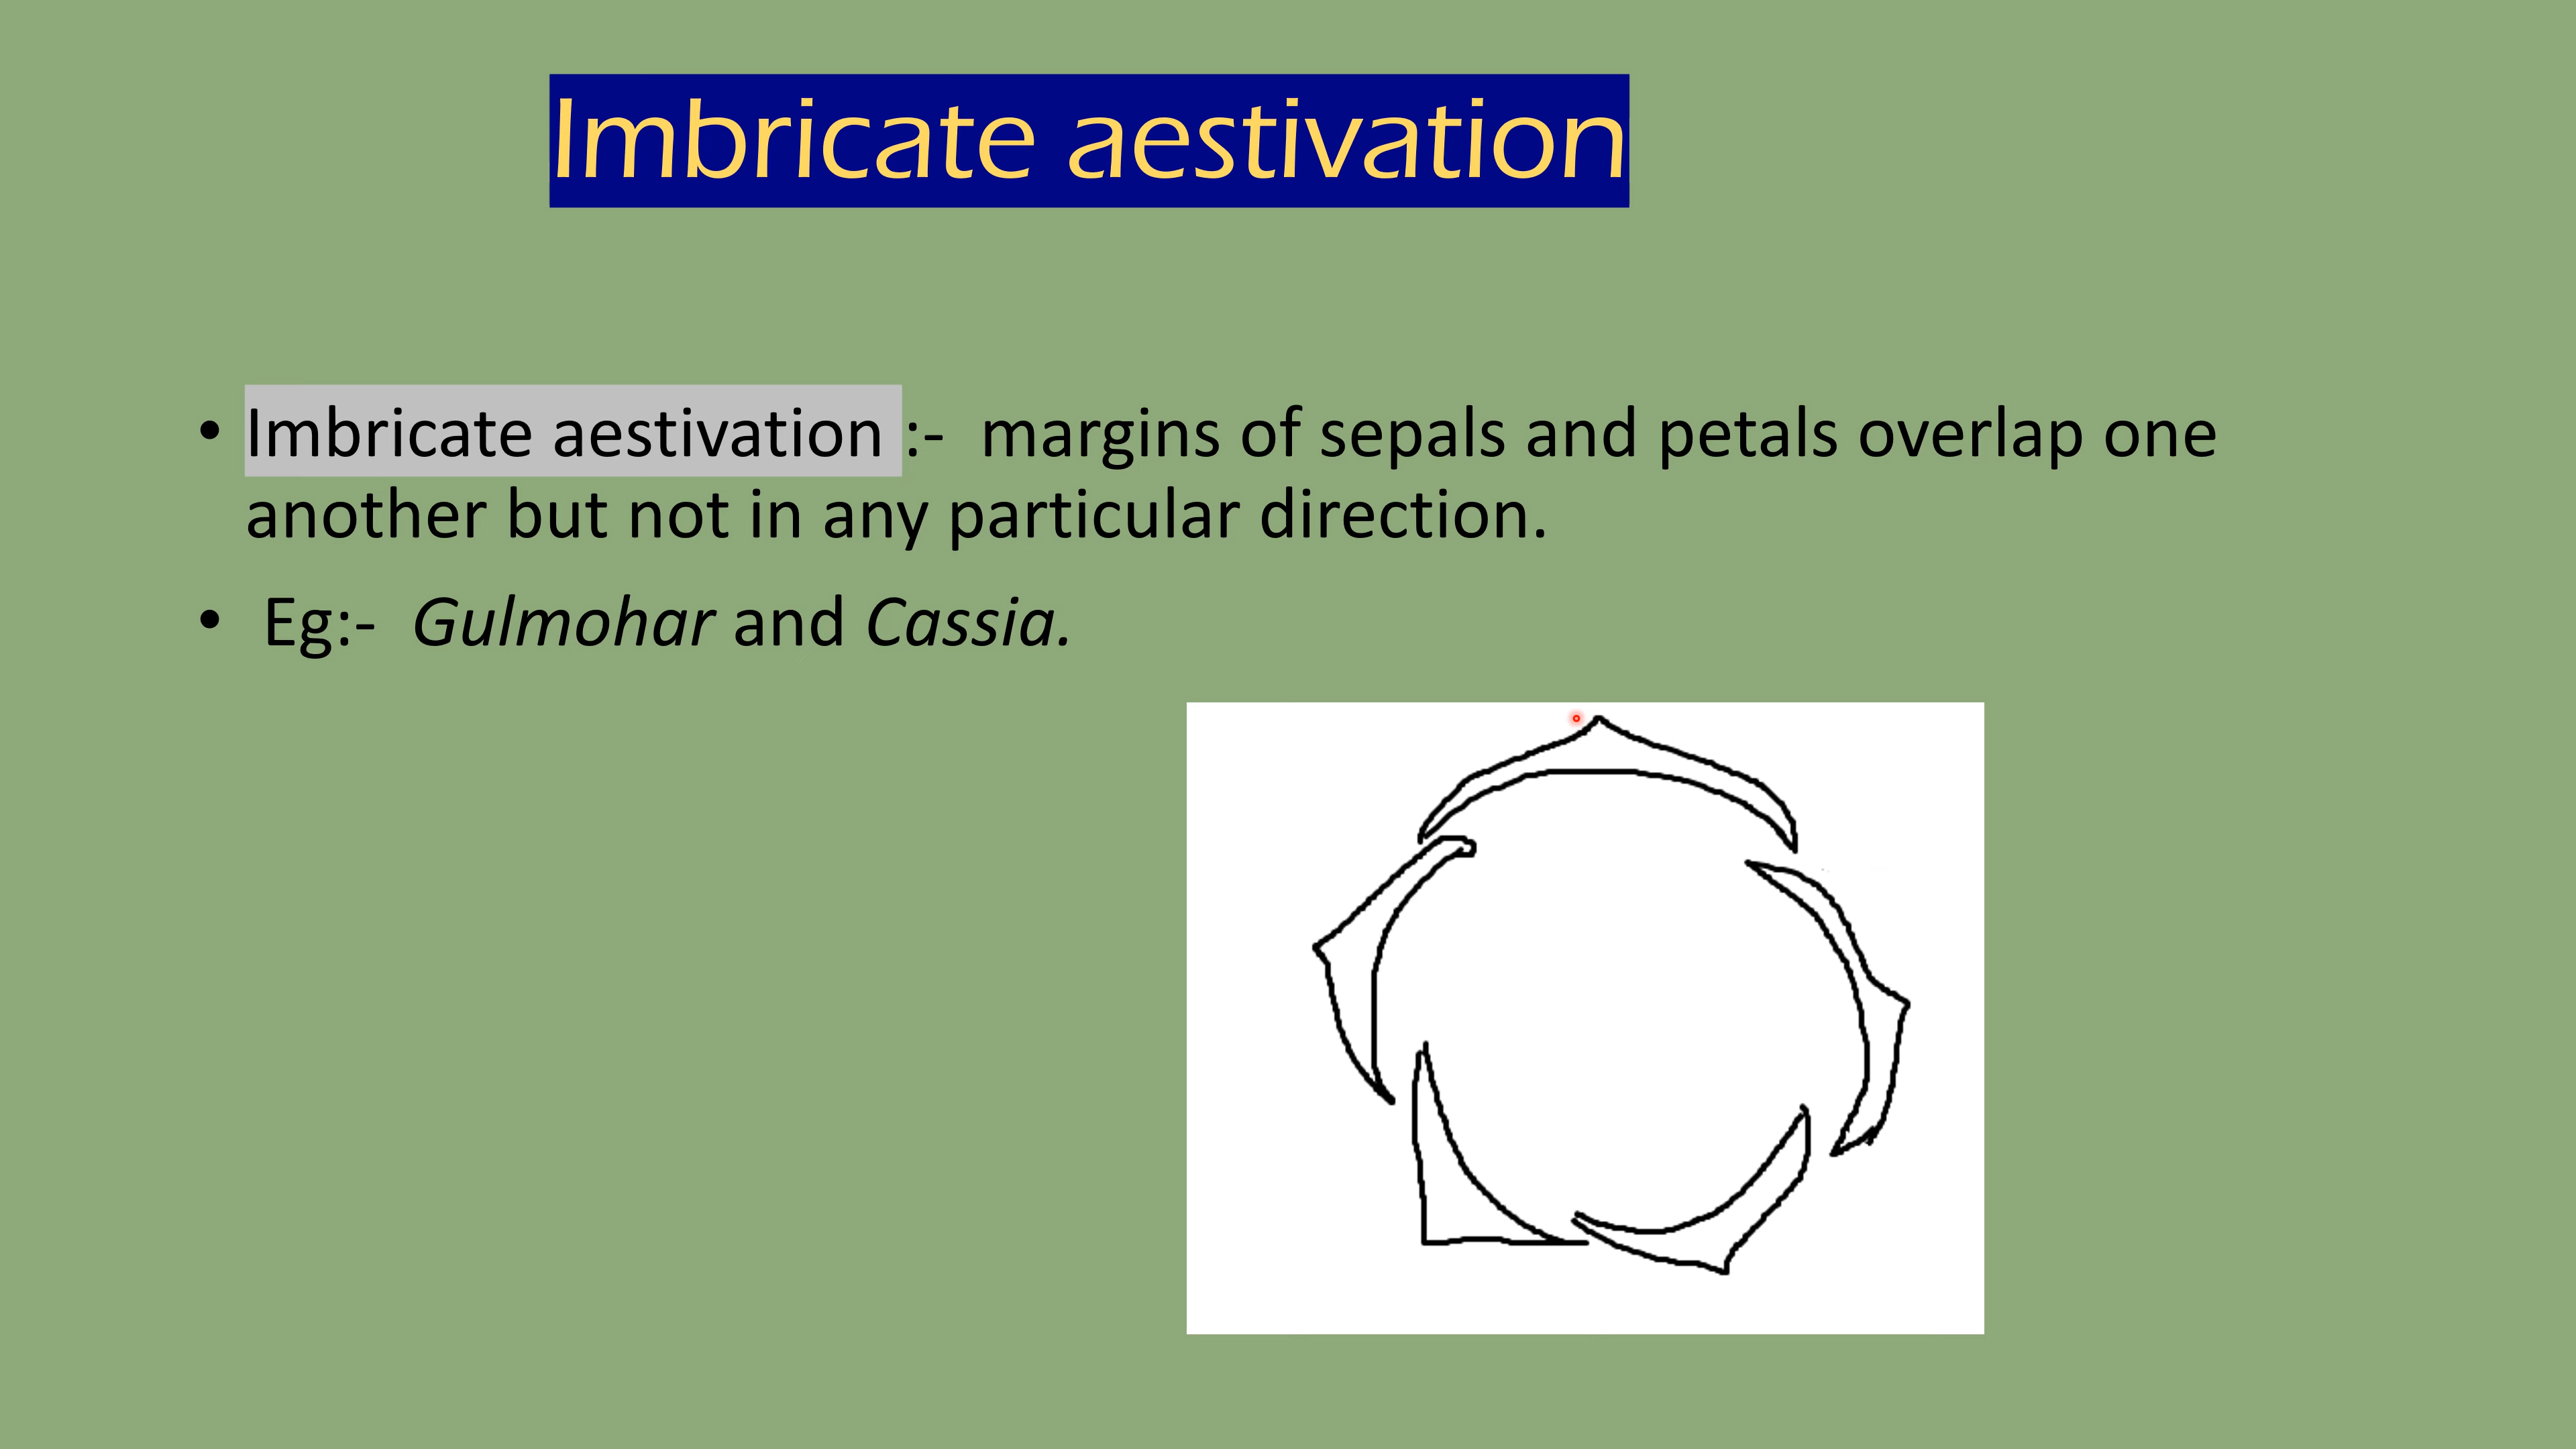 Imbricate aestivation
• Imbricate aestivation :- margins of sepals and petals overlap one
another but not in any particular direction.
• Eg:- Gulmohar and Cassia.